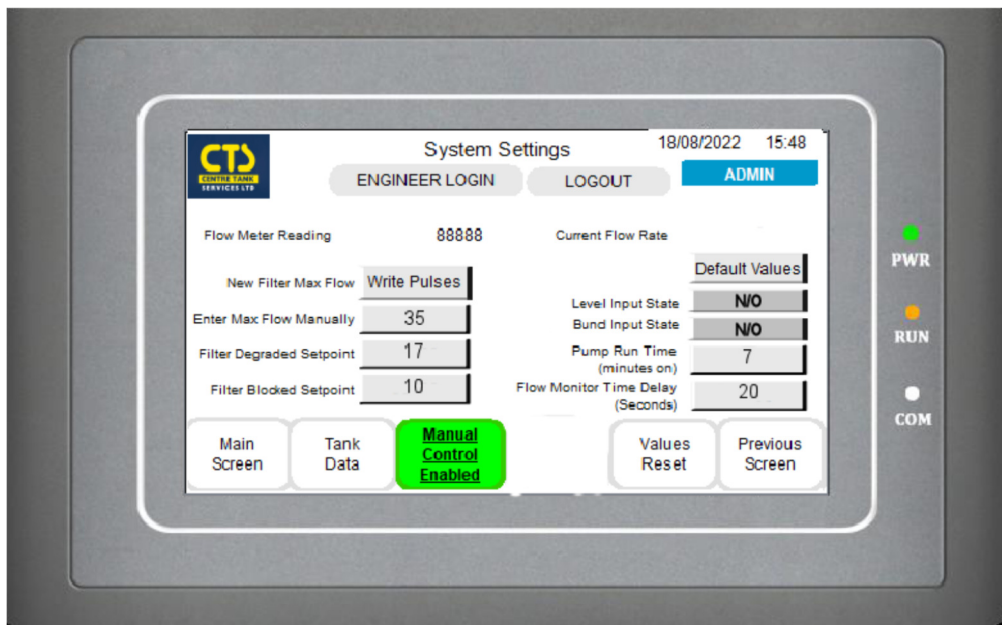 CTS
CENTRE TANK
SERVICES LTD
System Settings
18/08/2022 15:48
ENGINEER LOGIN
LOGOUT
ADMIN
Flow Meter Reading 88888
Current Flow Rate
New Filter Max Flow Write Pulses
Default Values
Level Input State N/O
Enter Max Flow Manually 35
Bund Input State N/O
Filter Degraded Setpoint 17
Pump Run Time
(minutes on)
7
Filter Blocked Setpoint 10
Flow Monitor Time Delay
(Seconds)
20
Main
Screen
Tank
Data
Manual
Control
Enabled
Values
Reset
Previous
Screen
PWR
RUN
COM